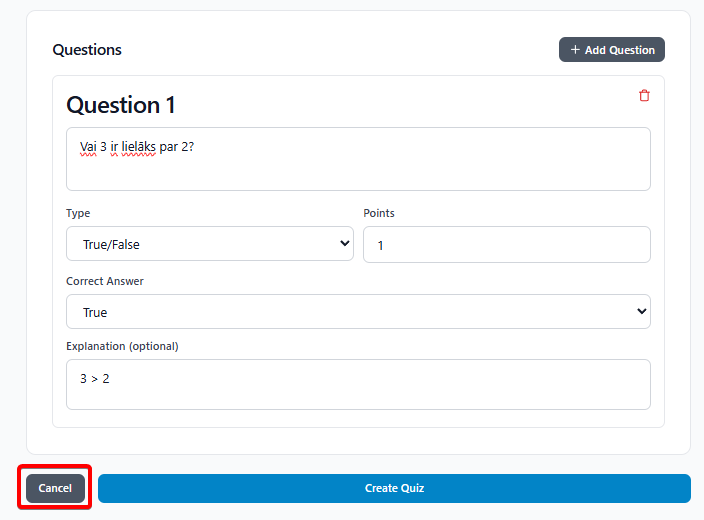 Questions
+ Add Question
Question 1
Vai 3 ir lielāks par 2?
Type
Points
True/False
1
Correct Answer
True
Explanation (optional)
3 > 2
Cancel
Create Quiz